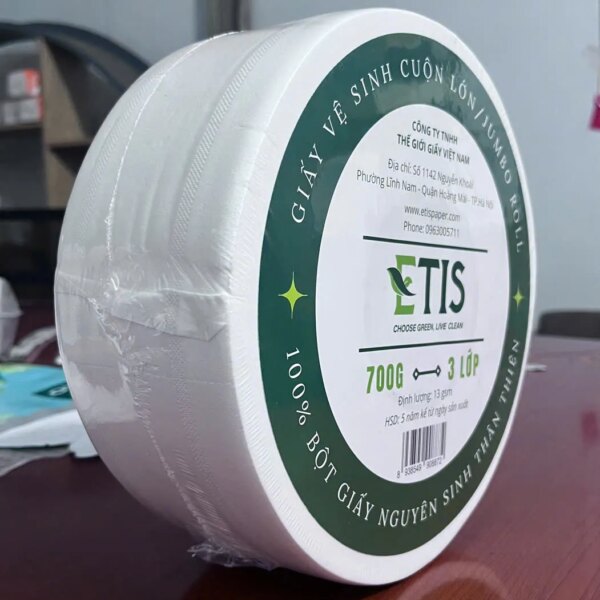 GIẤY VỆ SINH CUỘN LỚN/JUMBO ROLL
CÔNG TY TNHH
THẾ GIỚI GIẤY VIỆT NAM
Địa chỉ: Số 1142 Nguyễn Khoái
Phường Lĩnh Nam - Quận Hoàng Mai - TP.Hà Nội
www.etispaper.com
Phone: 0963005711
ETIS
CHOOSE GREEN, LIVE CLEAN
700G 3 LỚP
Định lượng: 13 gsm
HSD: 5 năm kể từ ngày sản xuất
8 938549 908872
100% BỘT GIẤY NGUYÊN SINH THÂN THIỆN